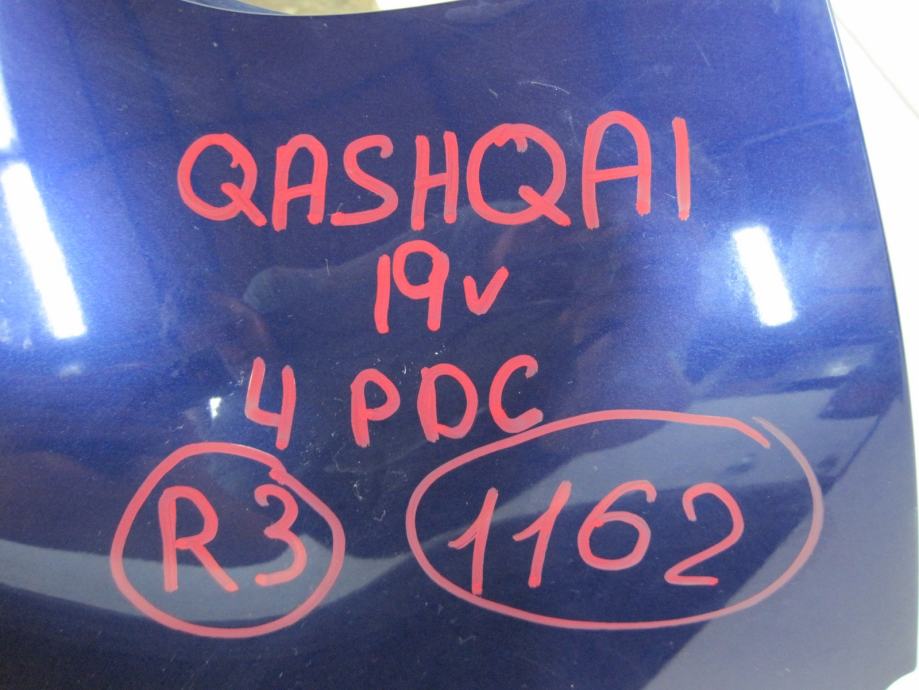 QASHQAI
19v
4 PDC
R3 1162